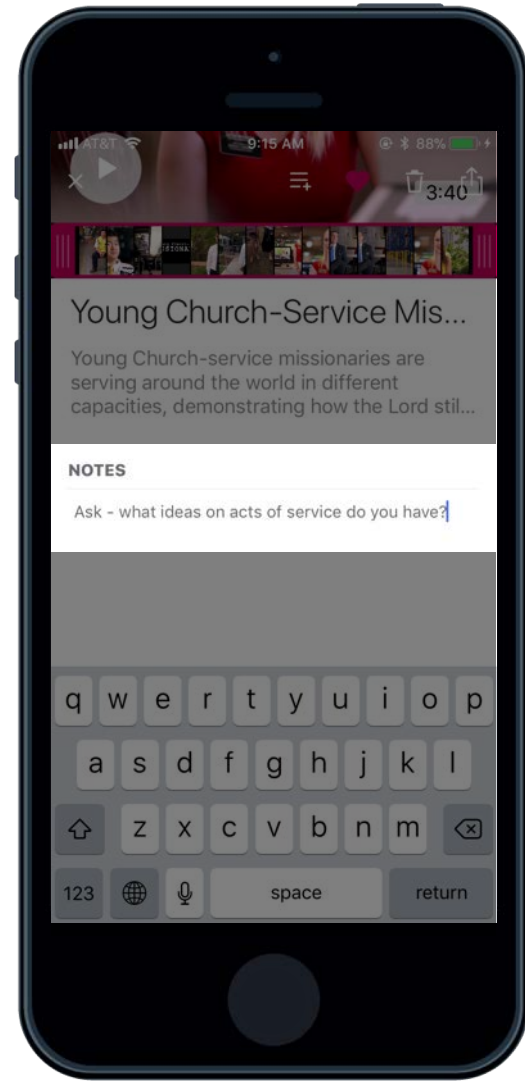 AT&T 9:15 AM 88%
3:40
Young Church-Service Mis...
Young Church-service missionaries are
serving around the world in different
capacities, demonstrating how the Lord stil...
NOTES
Ask - what ideas on acts of service do you have?
q w e r t y u i o p
a s d f g h j k l
z x c v b n m
123 space return